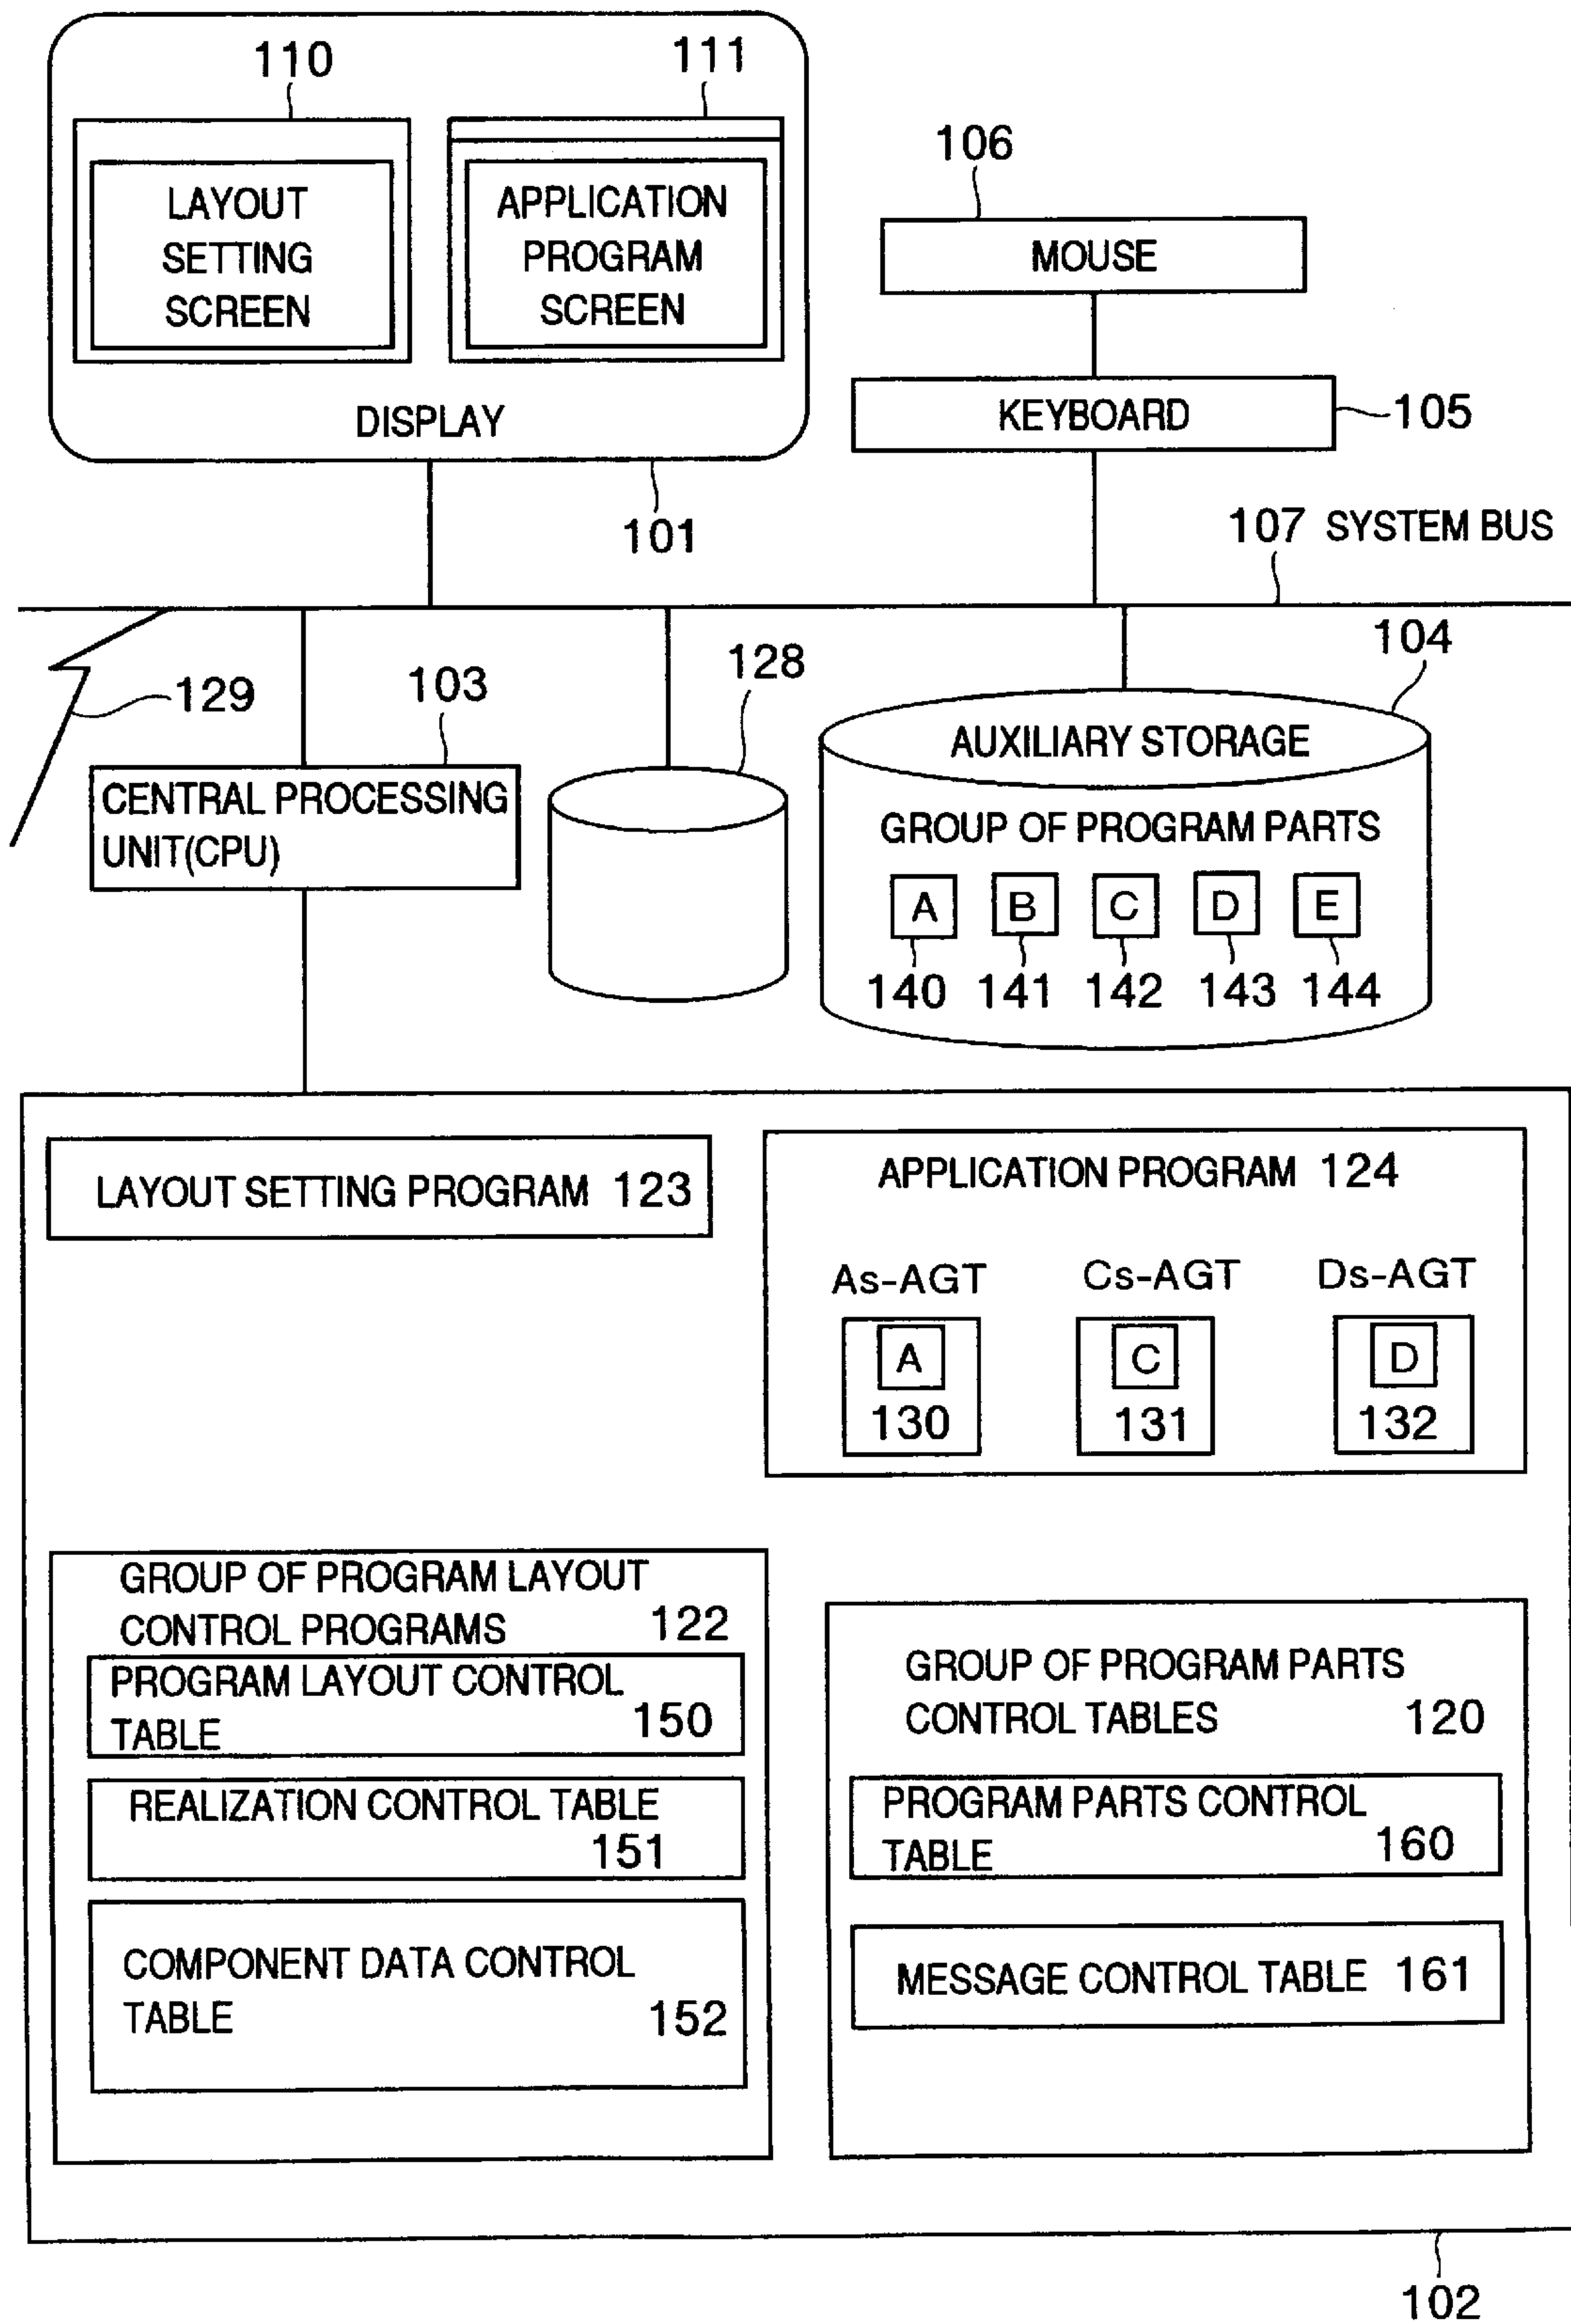 110
111
LAYOUT
SETTING
SCREEN
APPLICATION
PROGRAM
SCREEN
DISPLAY
101
106
MOUSE
KEYBOARD
105
107 SYSTEM BUS
129
103
CENTRAL PROCESSING
UNIT(CPU)
128
104
AUXILIARY STORAGE
GROUP OF PROGRAM PARTS
A B C D E
140 141 142 143 144
LAYOUT SETTING PROGRAM 123
APPLICATION PROGRAM 124
As-AGT Cs-AGT Ds-AGT
A C D
130 131 132
GROUP OF PROGRAM LAYOUT
CONTROL PROGRAMS 122
PROGRAM LAYOUT CONTROL
TABLE 150
REALIZATION CONTROL TABLE
151
COMPONENT DATA CONTROL
TABLE 152
GROUP OF PROGRAM PARTS
CONTROL TABLES 120
PROGRAM PARTS CONTROL
TABLE 160
MESSAGE CONTROL TABLE 161
102